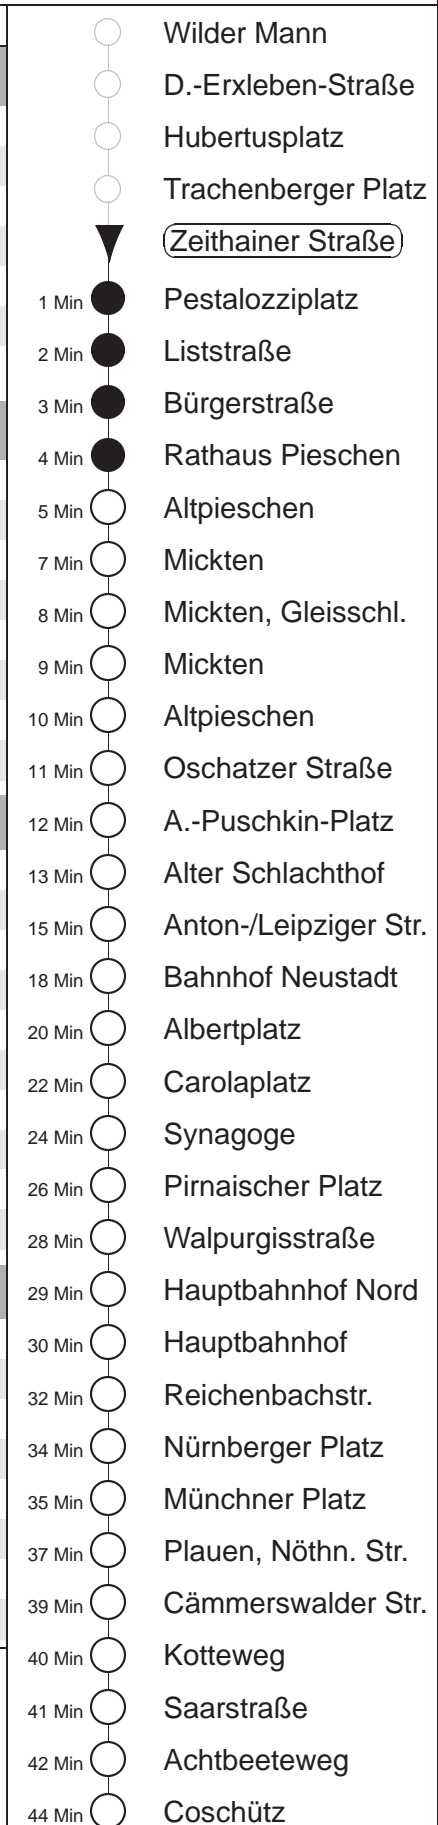 Wilder Mann
D.-Erxleben-Straße
Hubertusplatz
Trachenberger Platz
Zeithainer Straße
1 Min Pestalozziplatz
2 Min Liststraße
3 Min Bürgerstraße
4 Min Rathaus Pieschen
5 Min Altpieschen
7 Min Mickten
8 Min Mickten, Gleisschl.
9 Min Mickten
10 Min Altpieschen
11 Min Oschatzer Straße
12 Min A.-Puschkin-Platz
13 Min Alter Schlachthof
15 Min Anton-/Leipziger Str.
18 Min Bahnhof Neustadt
20 Min Albertplatz
22 Min Carolaplatz
24 Min Synagoge
26 Min Pirnaischer Platz
28 Min Walpurgisstraße
29 Min Hauptbahnhof Nord
30 Min Hauptbahnhof
32 Min Reichenbachstr.
34 Min Nürnberger Platz
35 Min Münchner Platz
37 Min Plauen, Nöthn. Str.
39 Min Cämmerswalder Str.
40 Min Kotteweg
41 Min Saarstraße
42 Min Achtbeeteweg
44 Min Coschütz